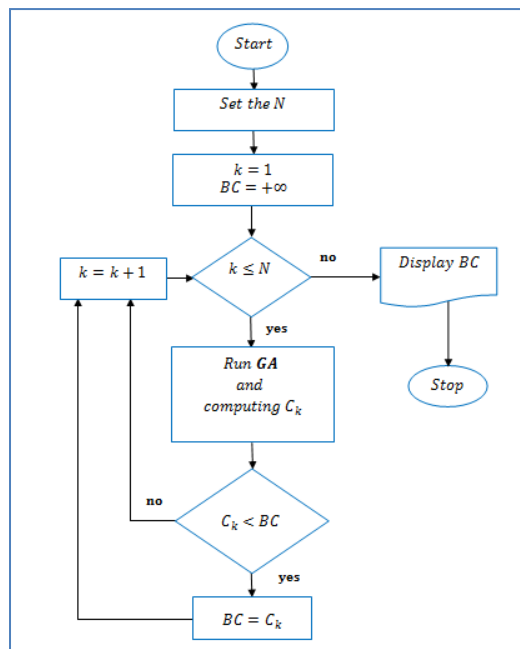 Start
Set the N
k = 1
BC = +∞
k = k + 1
k ≤ N
no
Display BC
yes
Run GA
and
computing C_k
Stop
no
C_k < BC
yes
BC = C_k